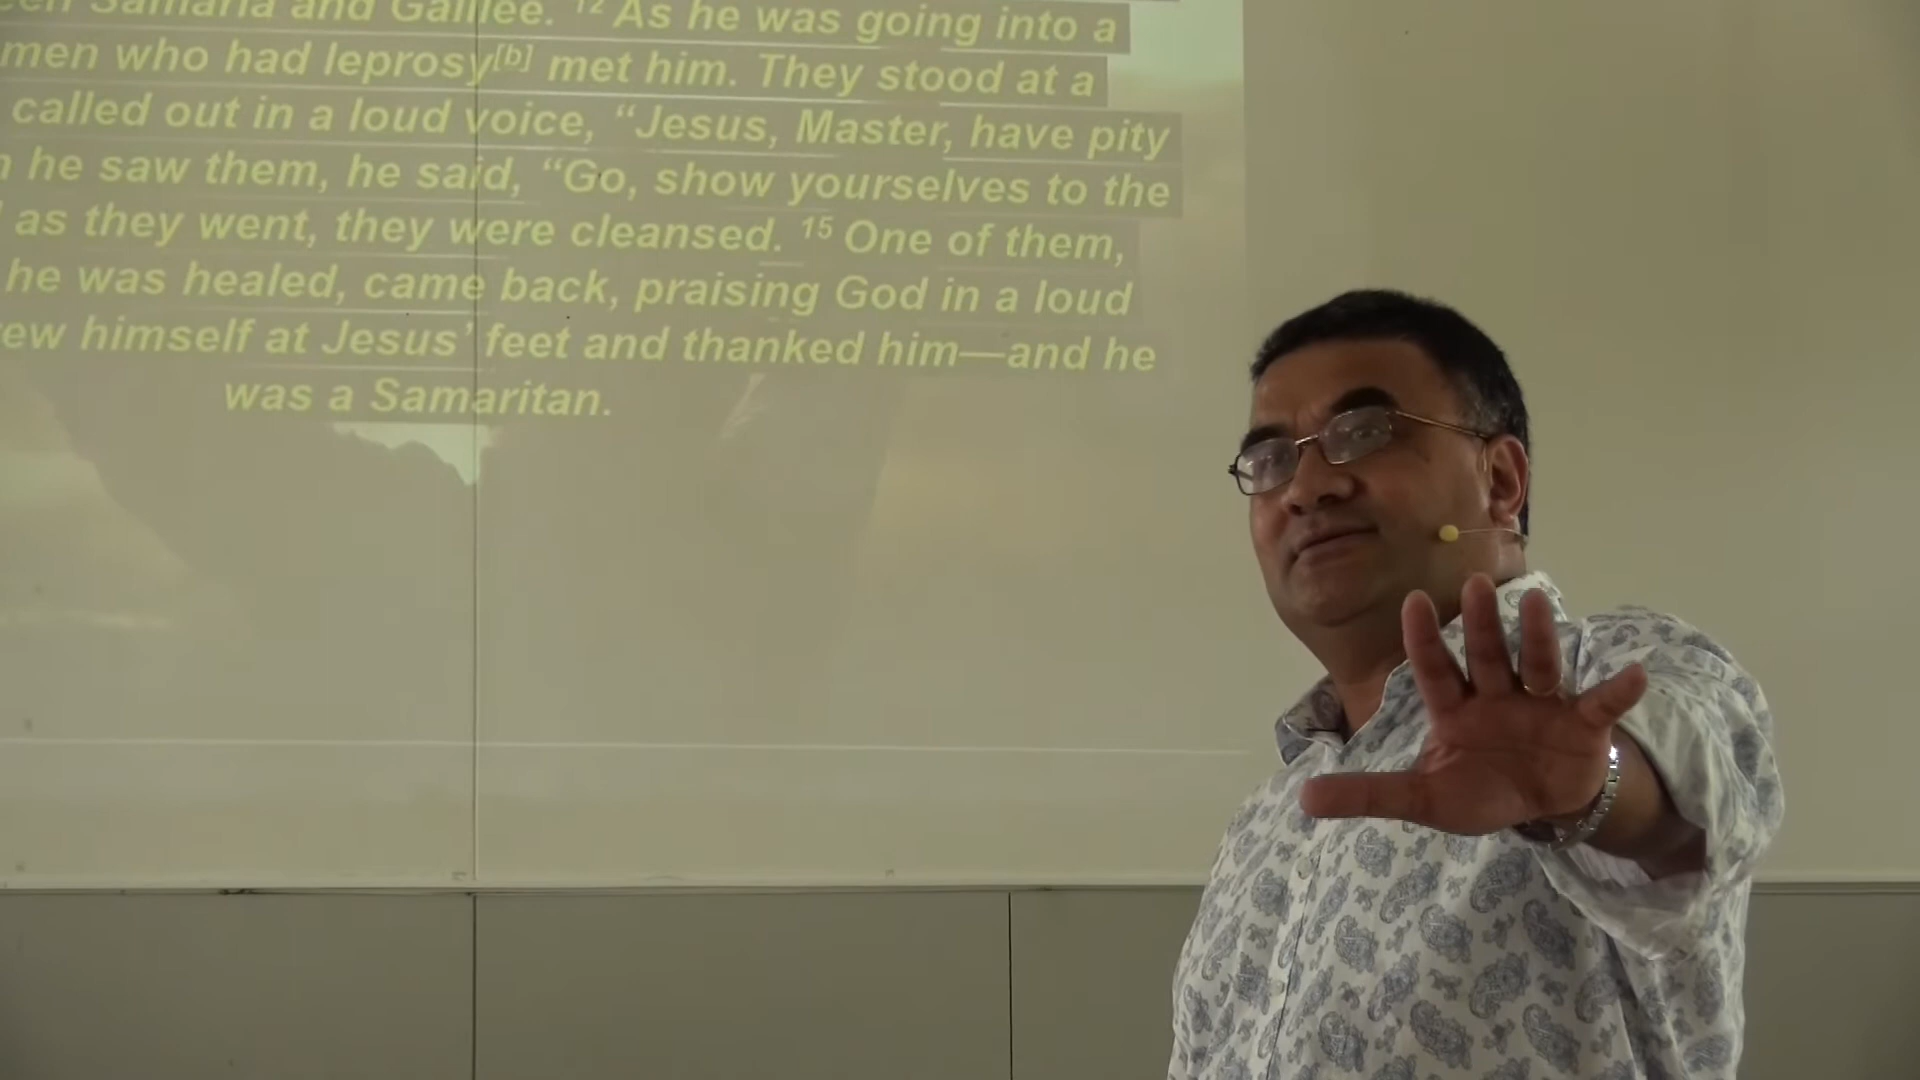 Samaria and Galilee. 12 As he was going into a
men who had leprosy[b] met him. They stood at a
called out in a loud voice, “Jesus, Master, have pity
he saw them, he said, “Go, show yourselves to the
as they went, they were cleansed. 15 One of them,
he was healed, came back, praising God in a loud
himself at Jesus’ feet and thanked him—and he
was a Samaritan.